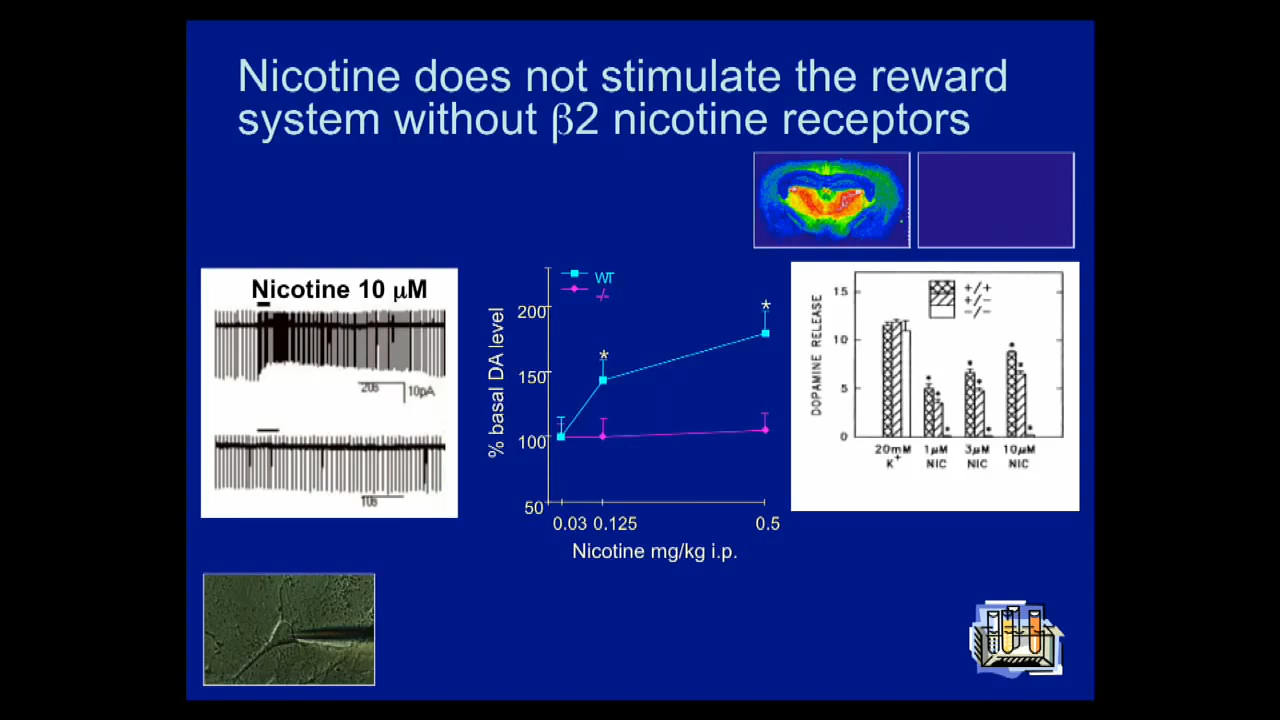 Nicotine does not stimulate the reward
system without β2 nicotine receptors
Nicotine 10 μM
20s
10pA
10s
WT
-/-
% basal DA level
200
150
100
50
0.03 0.125 0.5
Nicotine mg/kg i.p.
+/+
+/−
−/−
DOPAMINE RELEASE
15
10
5
0
20mM 1μM 3μM 10μM
K+ NIC NIC NIC